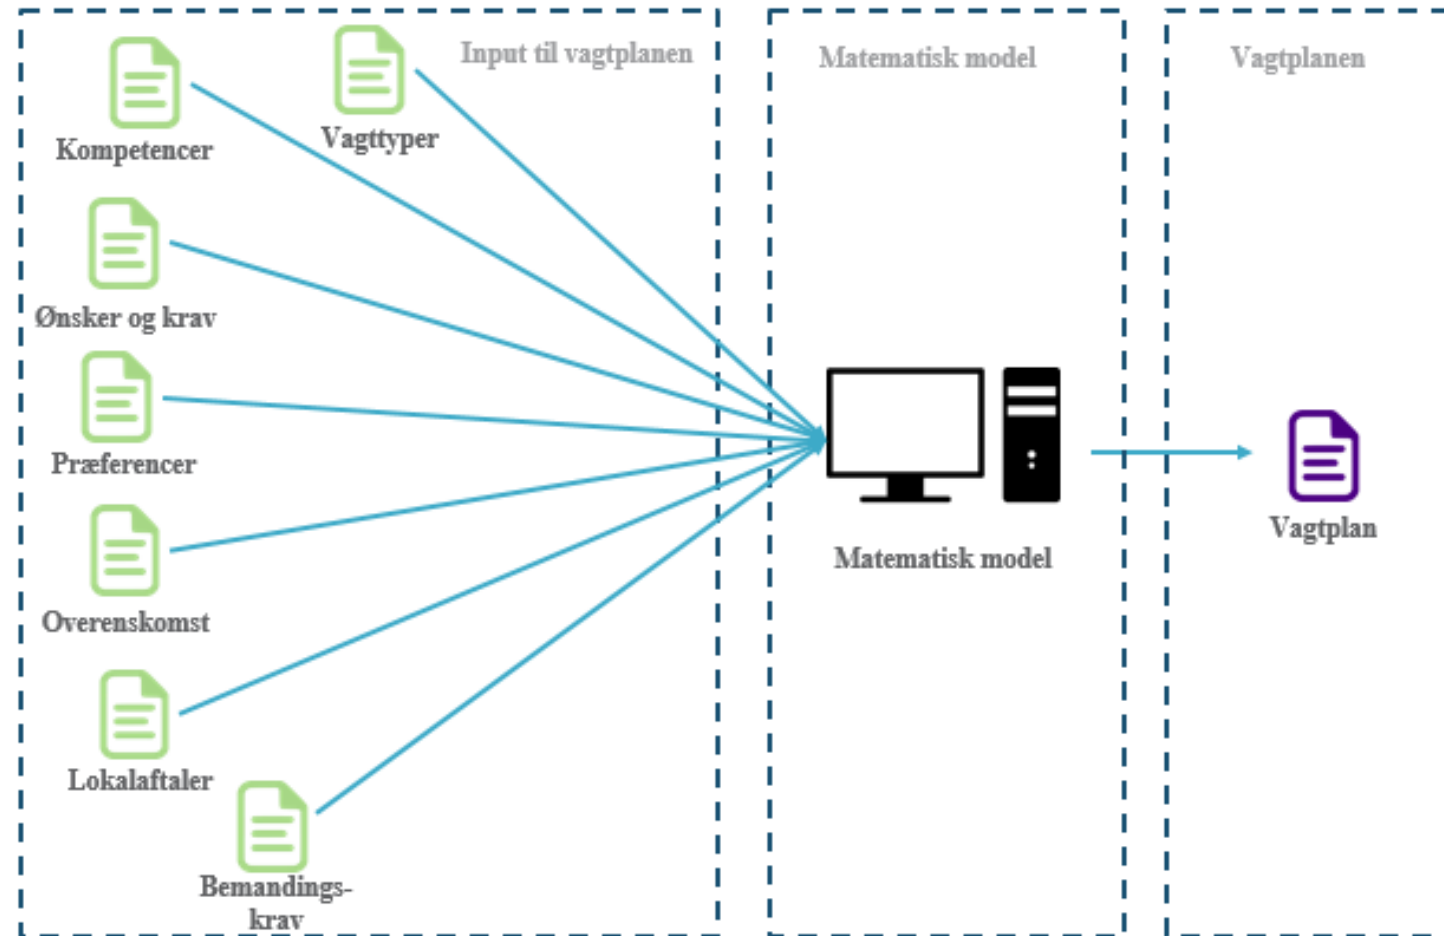 Input til vagtplanen
Matematisk model
Vagtplanen
Vagttyper
Kompetencer
Ønsker og krav
Præferencer
Overenskomst
Lokalaftaler
Bemandings-
krav
Matematisk model
Vagtplan